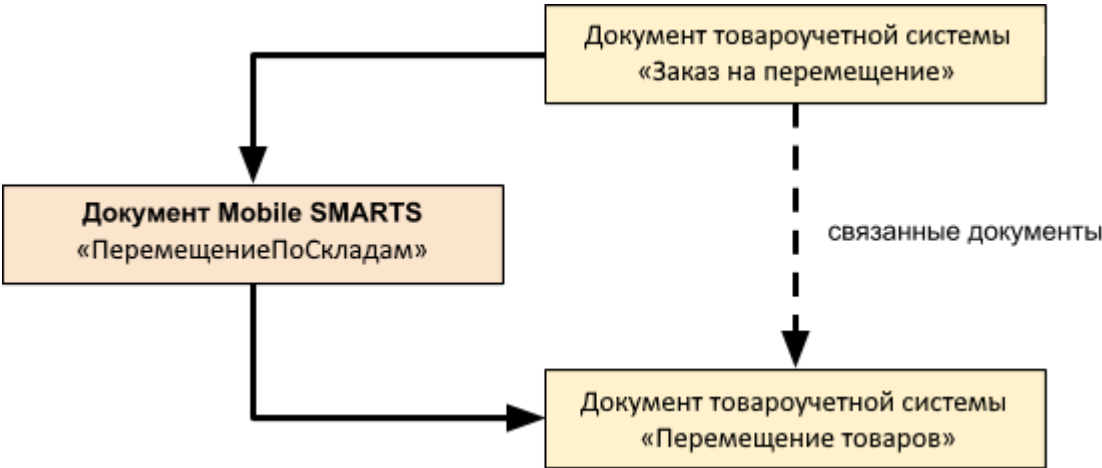 Документ товароучетной системы
«Заказ на перемещение»
Документ Mobile SMARTS
«ПеремещениеПоСкладам»
связанные документы
Документ товароучетной системы
«Перемещение товаров»